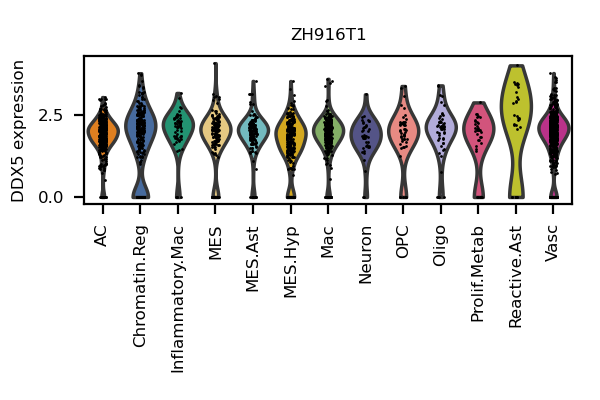 ZH916T1
DDX5 expression
2.5
0.0
AC
Chromatin.Reg
Inflammatory.Mac
MES
MES.Ast
MES.Hyp
Mac
Neuron
OPC
Oligo
Prolif.Metab
Reactive.Ast
Vasc